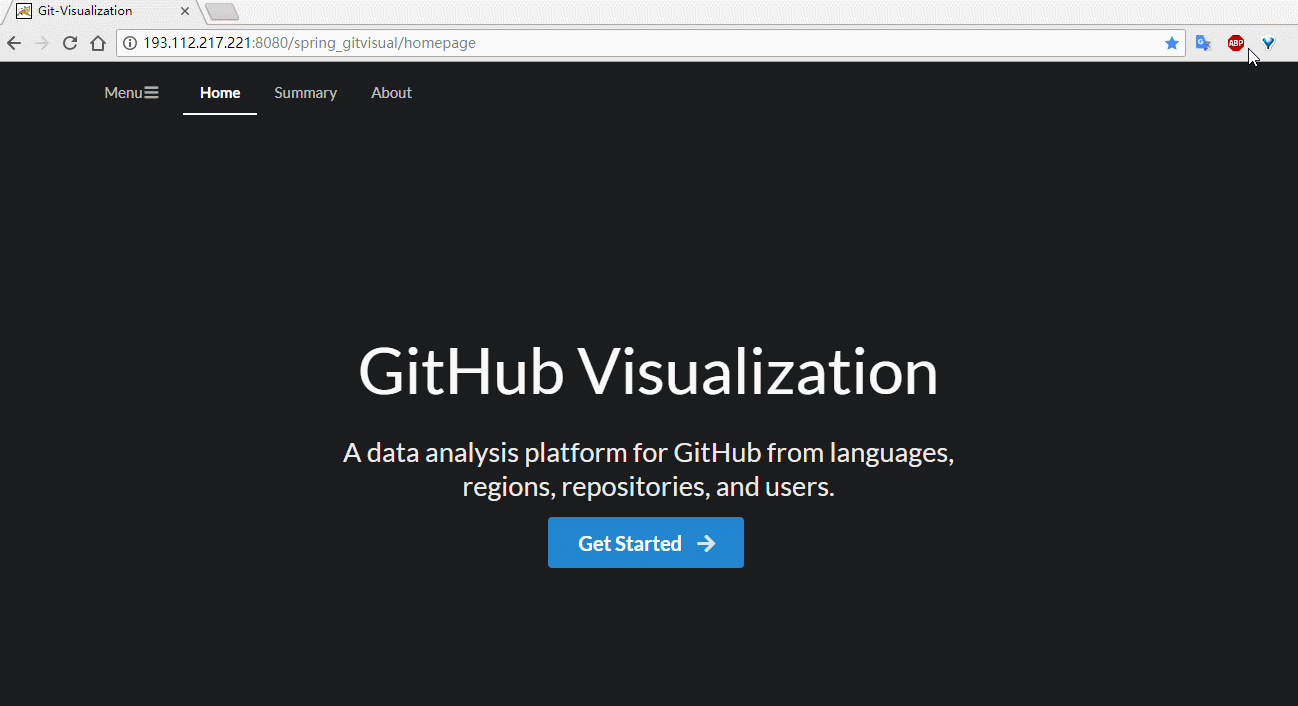 Git-Visualization
193.112.217.221:8080/spring_gitvisual/homepage
ABP
Menu Home Summary About
GitHub Visualization
A data analysis platform for GitHub from languages,
regions, repositories, and users.
Get Started